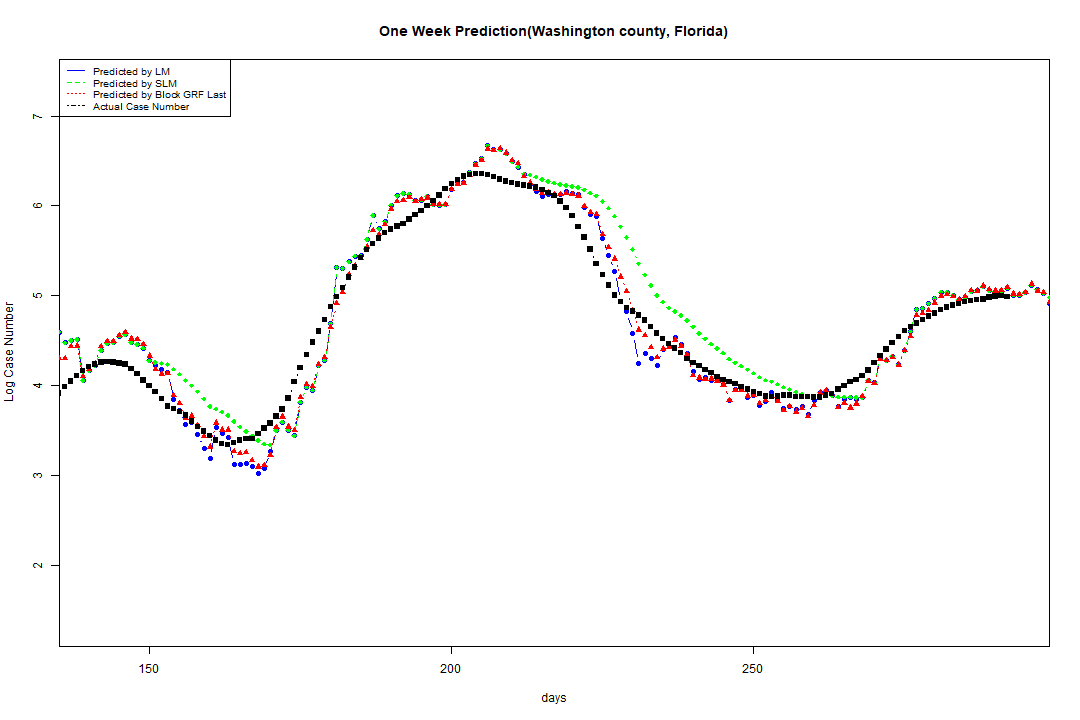 One Week Prediction(Washington county, Florida)
Predicted by LM
Predicted by SLM
Predicted by Block GRF Last
Actual Case Number
Log Case Number
7
6
5
4
3
2
150 200 250
days